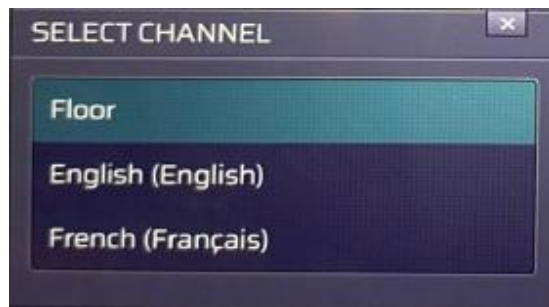 SELECT CHANNEL
Floor
English (English)
French (Français)